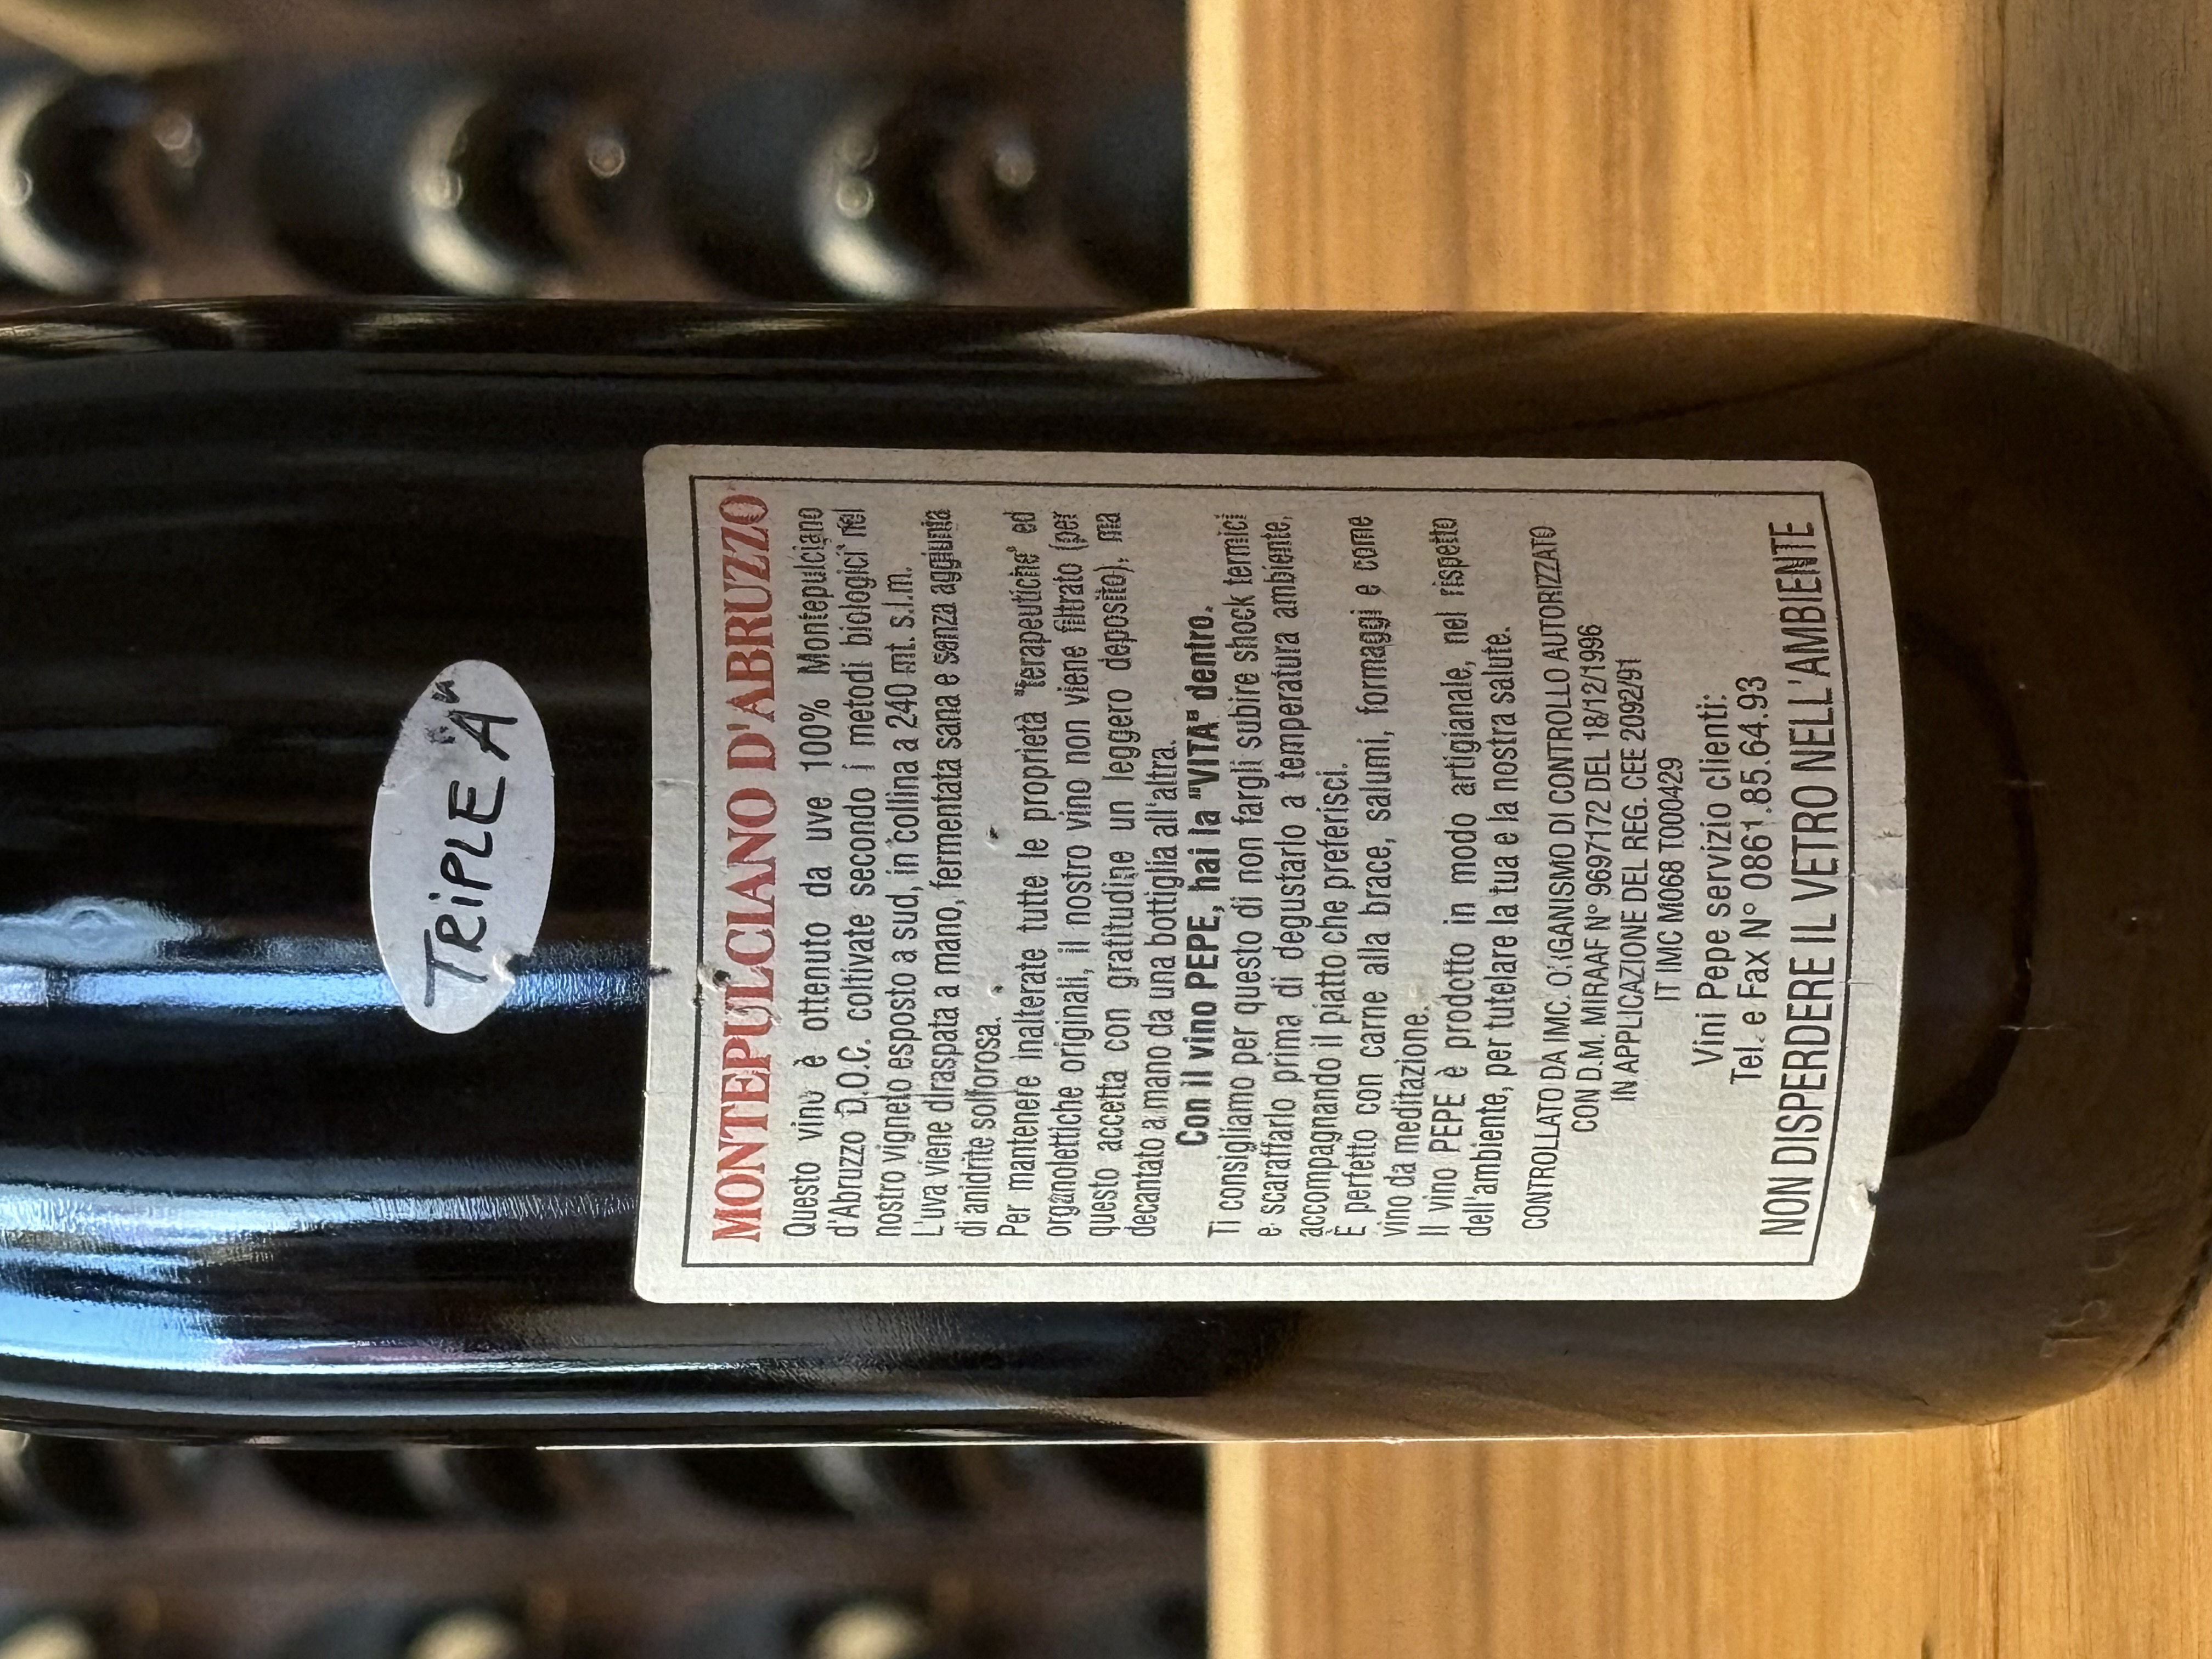 TRiPLE "A"
MONTEPULCIANO D'ABRUZZO
Questo vino è ottenuto da uve 100% Montepulciano
d'Abruzzo D.O.C. coltivate secondo i metodi biologici nel
nostro vigneto esposto a sud, in collina a 240 mt. s.l.m.
L'uva viene diraspata a mano, fermentata sana e senza aggiunta
di anidrite solforosa.
Per mantenere inalterate tutte le proprietà "terapeutiche" ed
organolettiche originali, il nostro vino non viene filtrato (per
questo accetta con gratitudine un leggero deposito), ma
decantato a mano da una bottiglia all'altra.
Con il vino PEPE, hai la "VITA" dentro.
Ti consigliamo per questo di non fargli subire shock termici
e scaraffarlo prima di degustarlo a temperatura ambiente,
accompagnando il piatto che preferisci.
È perfetto con carne alla brace, salumi, formaggi e come
vino da meditazione.
Il vino PEPE è prodotto in modo artigianale, nel rispetto
dell'ambiente, per tutelare la tua e la nostra salute.
CONTROLLATO DA IMC. ORGANISMO DI CONTROLLO AUTORIZZATO
CON D.M. MIRAAF N° 9697172 DEL 18/12/1996
IN APPLICAZIONE DEL REG. CEE 2092/91
IT IMC M068 T000429
Vini Pepe servizio clienti:
Tel. e Fax N° 0861.85.64.93
NON DISPERDERE IL VETRO NELL'AMBIENTE